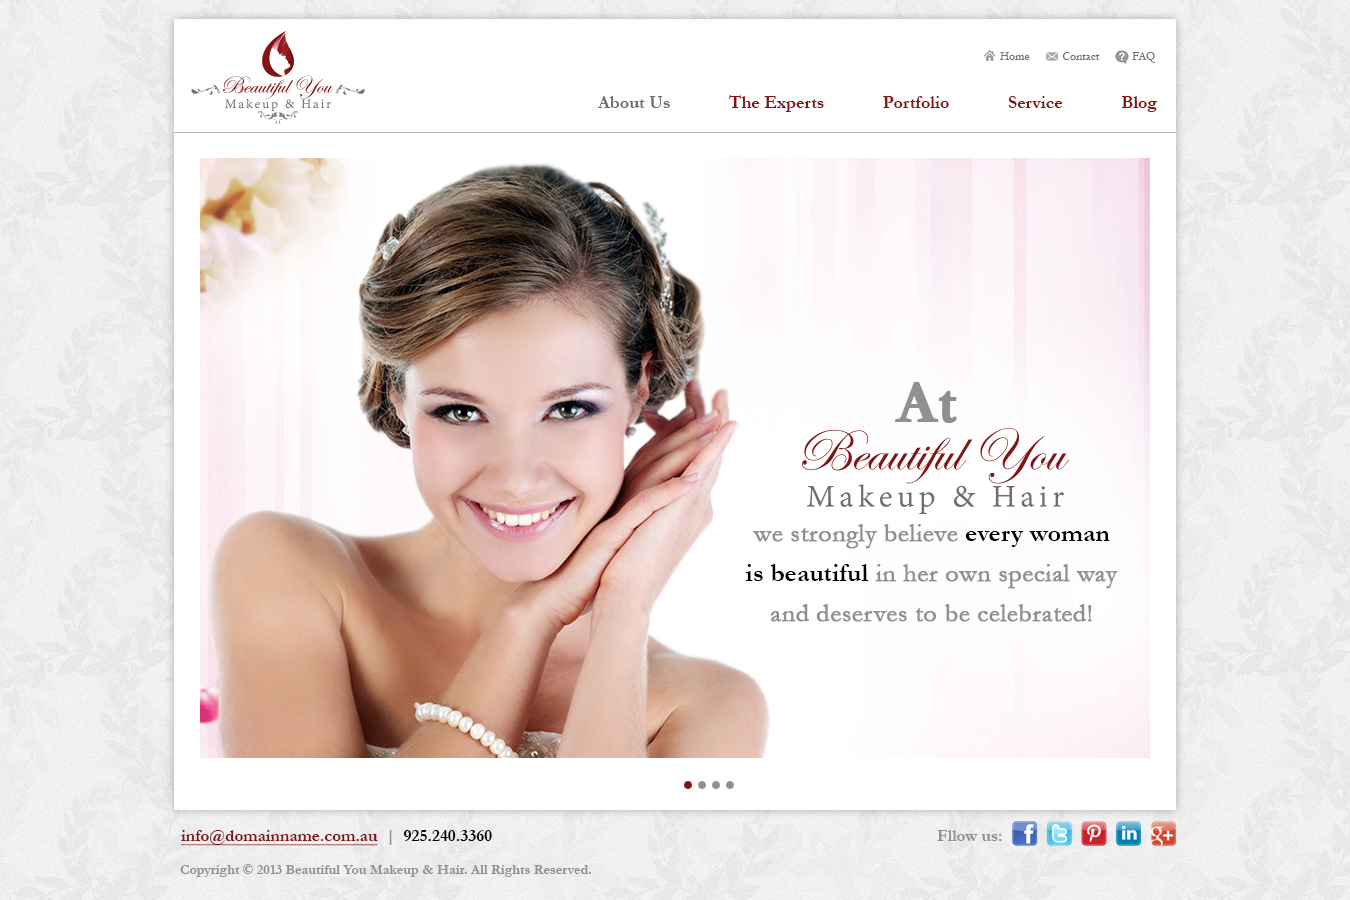 Beautiful You
Makeup & Hair
Home
Contact
FAQ
About Us
The Experts
Portfolio
Service
Blog
At
Beautiful You
Makeup & Hair
we strongly believe every woman
is beautiful in her own special way
and deserves to be celebrated!
info@domainname.com.au | 925.240.3360
Fllow us:
Copyright © 2013 Beautiful You Makeup & Hair. All Rights Reserved.